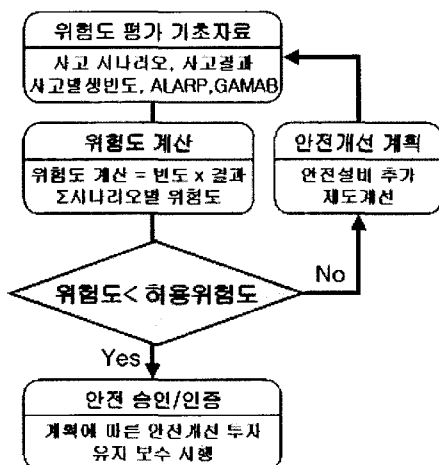 위험도 평가 기초자료
사고 시나리오, 사고결과
사고발생빈도, ALARP,GAMAB
위험도 계산
위험도 계산 = 빈도 x 결과
Σ시나리오별 위험도
안전개선 계획
안전설비 추가
제도개선
위험도< 허용위험도
No
Yes
안전 승인/인증
계획에 따른 안전개선 투자
유지 보수 시행